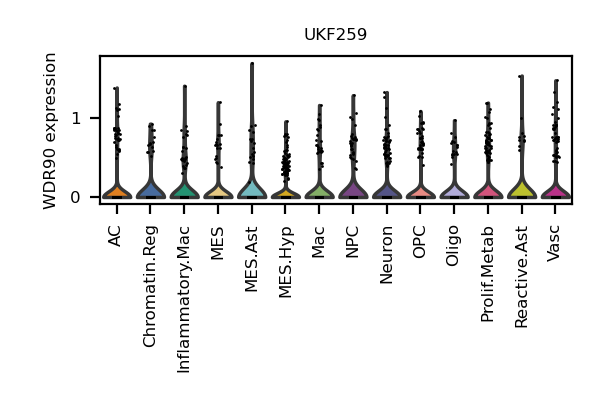 UKF259
WDR90 expression
1
0
AC
Chromatin.Reg
Inflammatory.Mac
MES
MES.Ast
MES.Hyp
Mac
NPC
Neuron
OPC
Oligo
Prolif.Metab
Reactive.Ast
Vasc